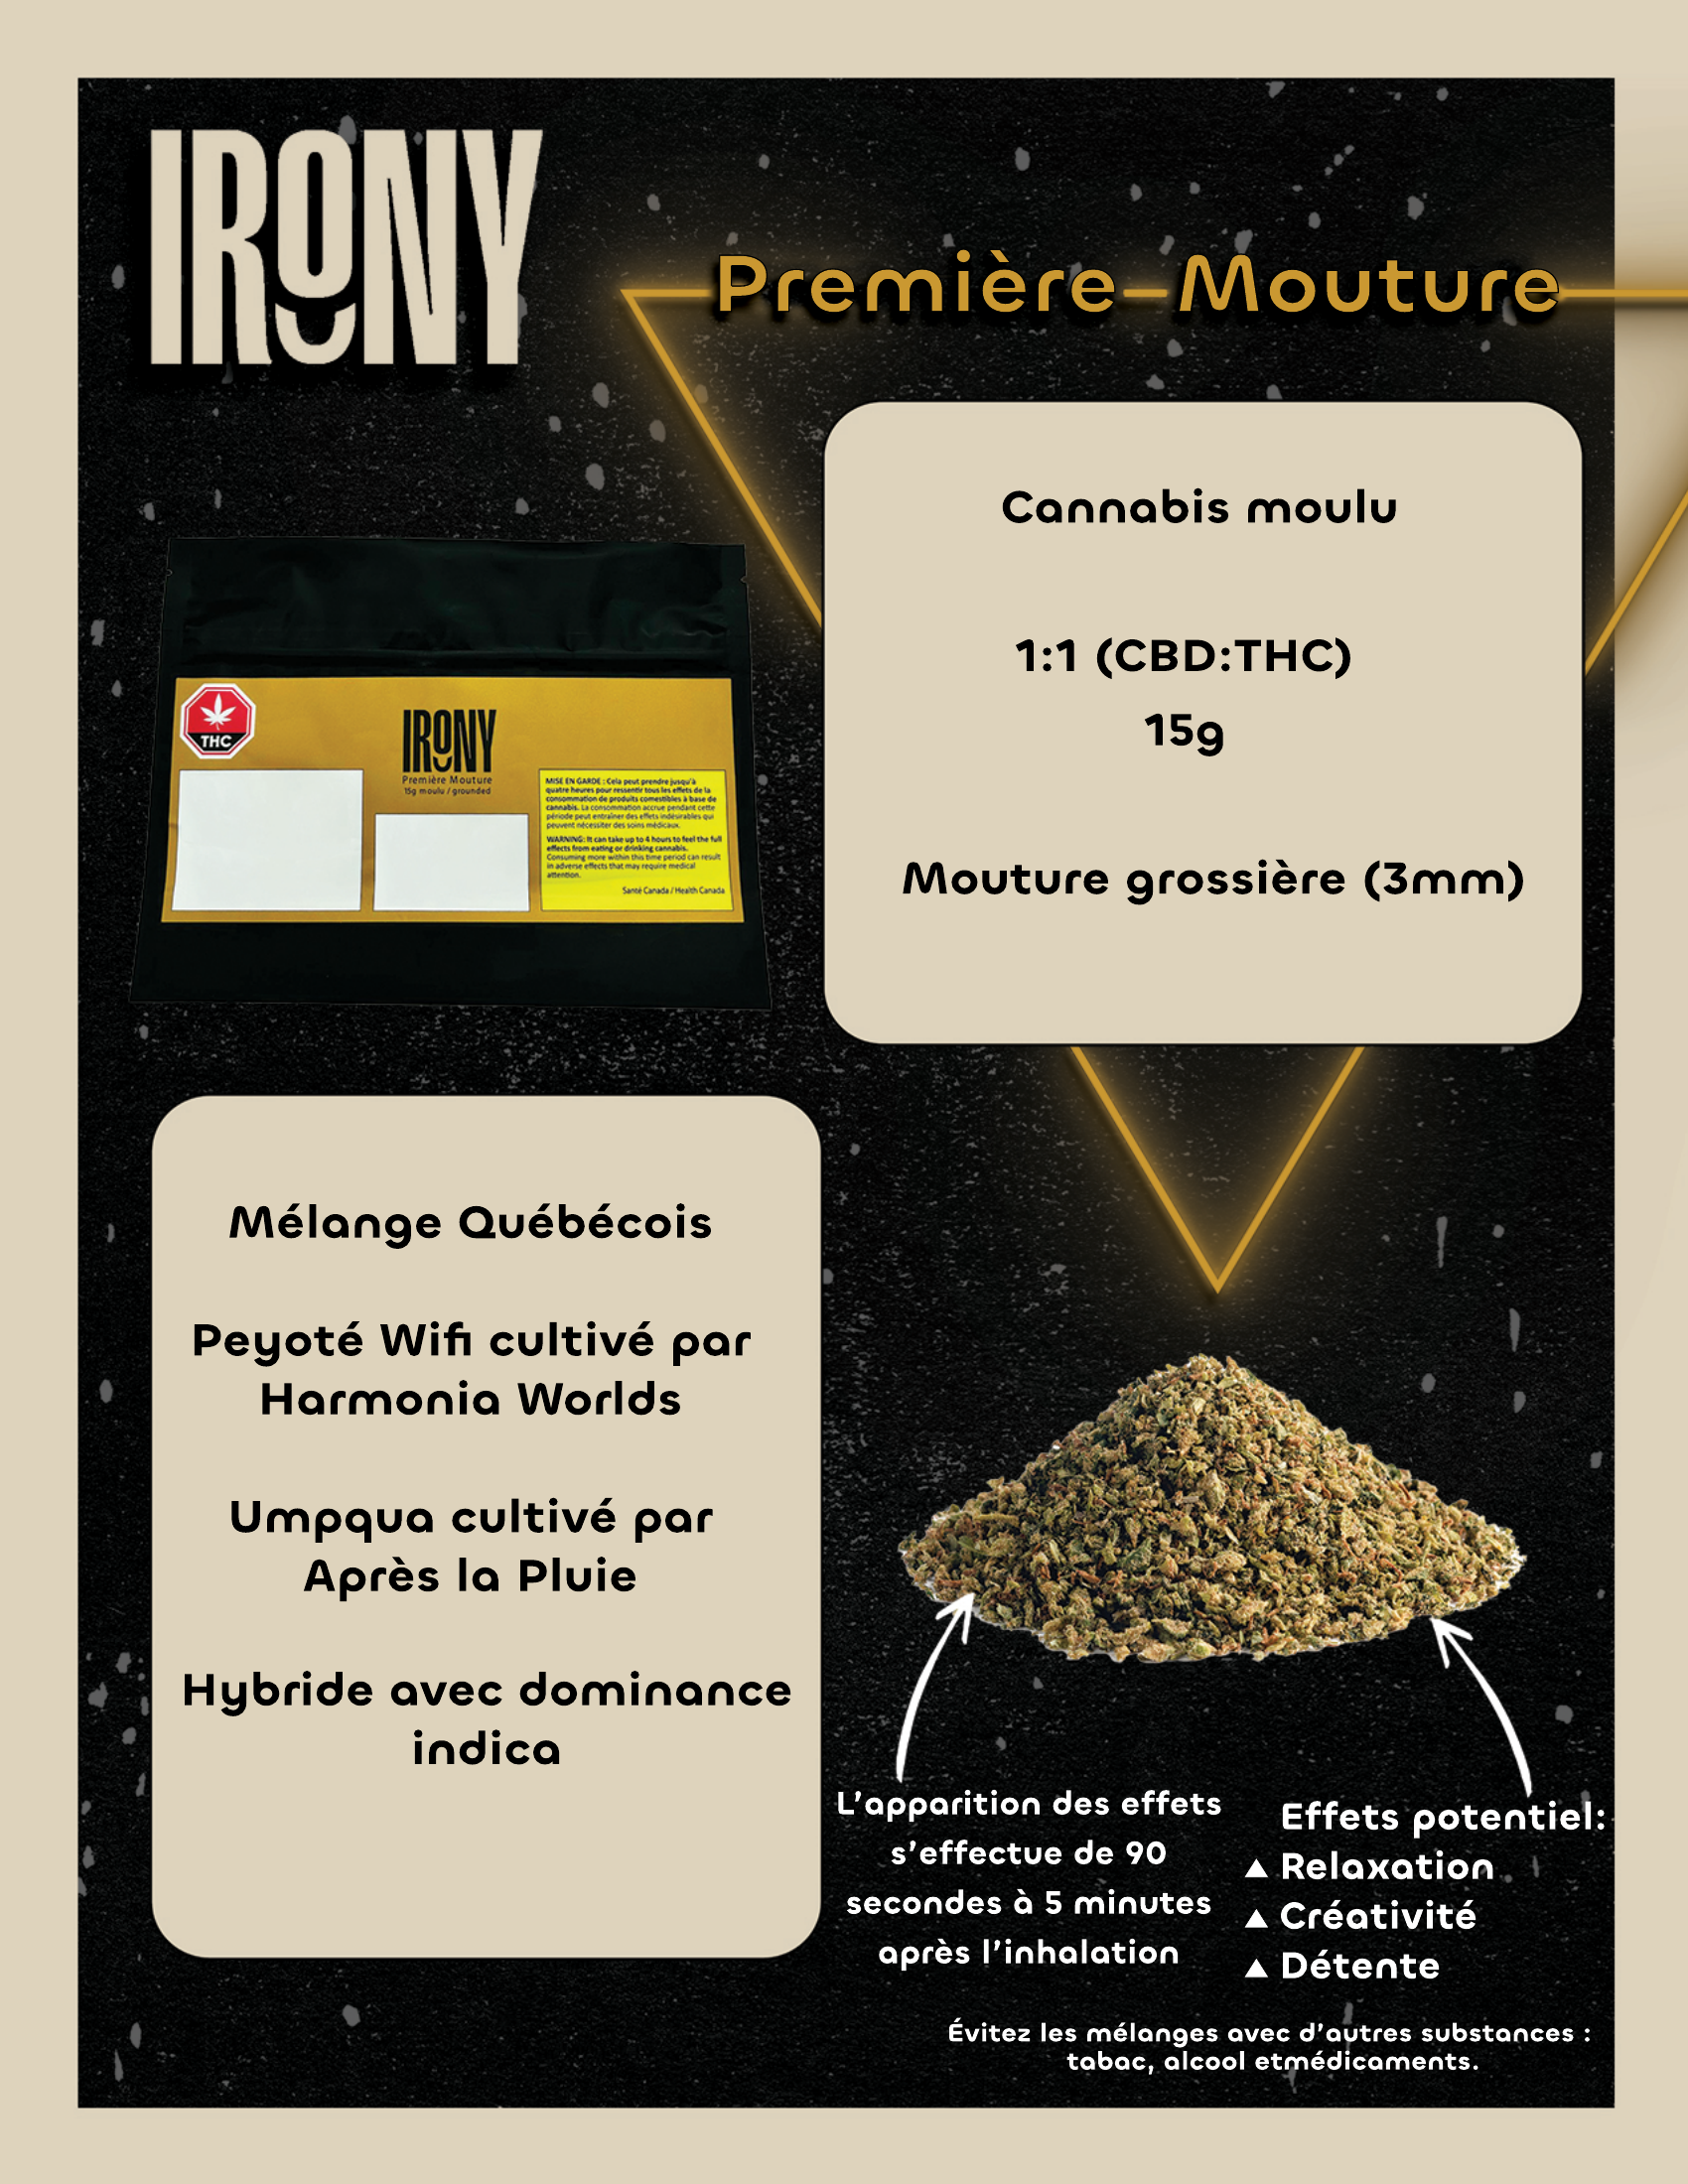 IRONY
Première-Mouture
Cannabis moulu
1:1 (CBD:THC)
15g
Mouture grossière (3mm)
THC
IRONY
Première Mouture
15g moulu / grounded
MISE EN GARDE : Cela peut prendre jusqu'à
quatre heures pour ressentir tous les effets de la
consommation de produits comestibles à base de
cannabis. La consommation accrue pendant cette
période peut entraîner des effets indésirables qui
peuvent nécessiter des soins médicaux.
WARNING: It can take up to 4 hours to feel the full
effects from eating or drinking cannabis.
Consuming more within this time period can result
in adverse effects that may require medical
attention.
Santé Canada / Health Canada
Mélange Québécois
Peyoté Wifi cultivé par
Harmonia Worlds
Umpqua cultivé par
Après la Pluie
Hybride avec dominance
indica
L'apparition des effets
s'effectue de 90
secondes à 5 minutes
après l'inhalation
Effets potentiel:
▲ Relaxation
▲ Créativité
▲ Détente
Évitez les mélanges avec d'autres substances :
tabac, alcool etmédicaments.